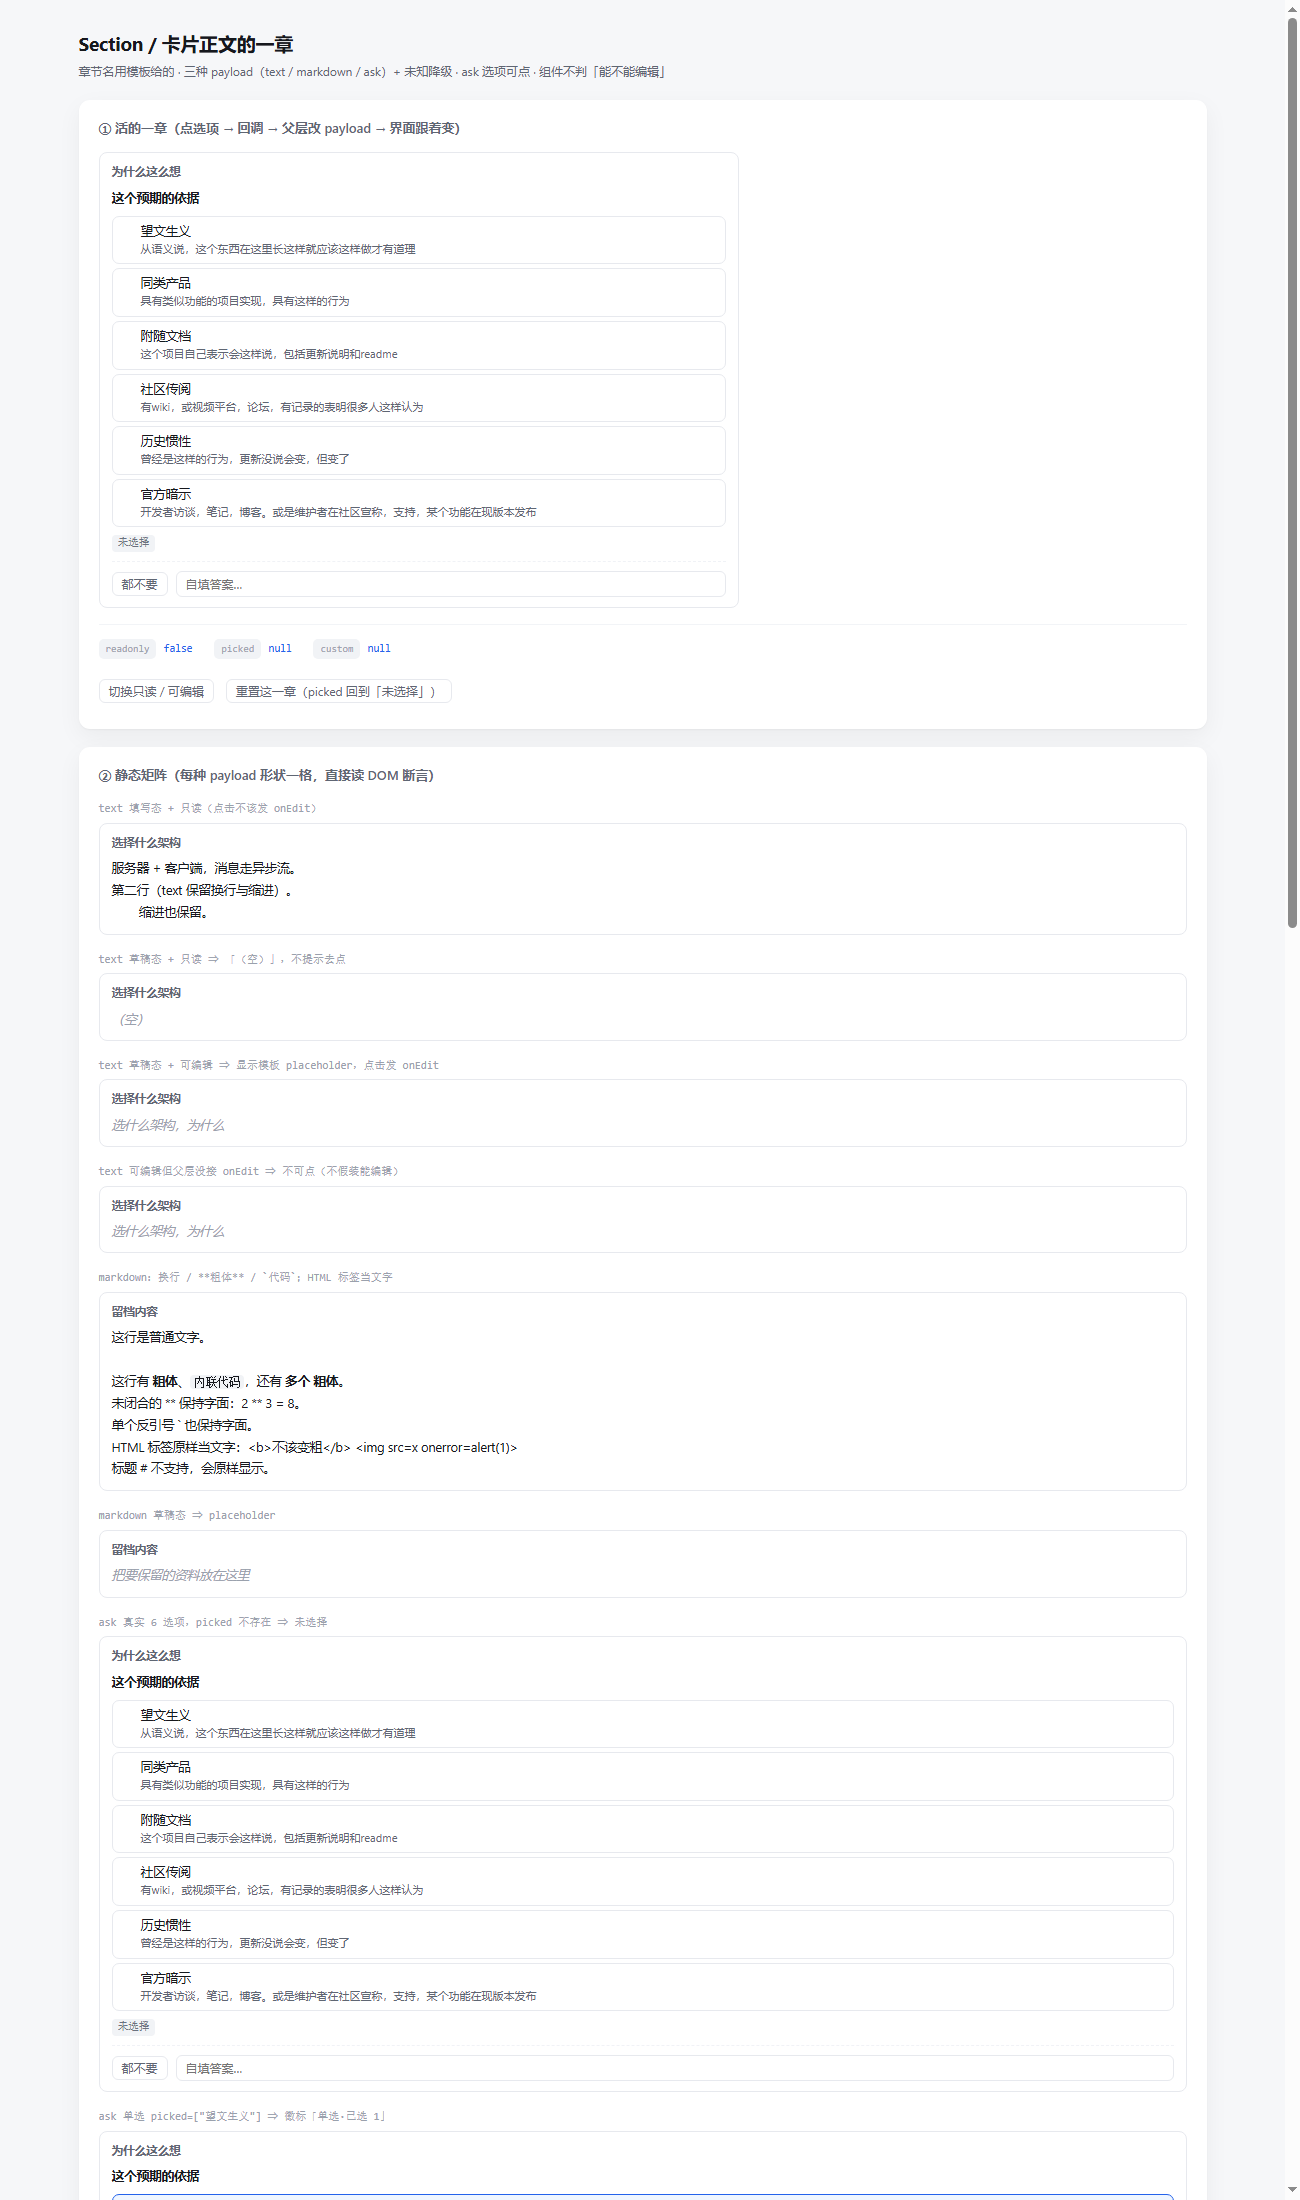 Section / 卡片正文的一章
章节名用模板给的 · 三种 payload（text / markdown / ask）+ 未知降级 · ask 选项可点 · 组件不判「能不能编辑」
① 活的一章（点选项 → 回调 → 父层改 payload → 界面跟着变）
为什么这么想
这个预期的依据
望文生义
从语义说，这个东西在这里长这样就应该这样做才有道理
同类产品
具有类似功能的项目实现，具有这样的行为
附随文档
这个项目自己表示会这样说，包括更新说明和readme
社区传阅
有wiki，或视频平台，论坛，有记录的表明很多人这样认为
历史惯性
曾经是这样的行为，更新没说会变，但变了
官方暗示
开发者访谈，笔记，博客。或是维护者在社区宣称，支持，某个功能在现版本发布
未选择
都不要 自填答案...
readonly false picked null custom null
切换只读 / 可编辑 重置这一章（picked 回到「未选择」）
② 静态矩阵（每种 payload 形状一格，直接读 DOM 断言）
text 填写态 + 只读（点击不该发 onEdit）
选择什么架构
服务器 + 客户端，消息走异步流。
第二行（text 保留换行与缩进）。
缩进也保留。
text 草稿态 + 只读 ⇒ 「（空）」，不提示去点
选择什么架构
（空）
text 草稿态 + 可编辑 ⇒ 显示模板 placeholder，点击发 onEdit
选择什么架构
选什么架构，为什么
text 可编辑但父层没接 onEdit ⇒ 不可点（不假装能编辑）
选择什么架构
选什么架构，为什么
markdown：换行 / **粗体** / `代码`；HTML 标签当文字
留档内容
这行是普通文字。
这行有 粗体、 内联代码 ，还有 多个 粗体。
未闭合的 ** 保持字面：2 ** 3 = 8。
单个反引号 ` 也保持字面。
HTML 标签原样当文字：<b>不该变粗</b> <img src=x onerror=alert(1)>
标题 # 不支持，会原样显示。
markdown 草稿态 ⇒ placeholder
留档内容
把要保留的资料放在这里
ask 真实 6 选项，picked 不存在 ⇒ 未选择
为什么这么想
这个预期的依据
望文生义
从语义说，这个东西在这里长这样就应该这样做才有道理
同类产品
具有类似功能的项目实现，具有这样的行为
附随文档
这个项目自己表示会这样说，包括更新说明和readme
社区传阅
有wiki，或视频平台，论坛，有记录的表明很多人这样认为
历史惯性
曾经是这样的行为，更新没说会变，但变了
官方暗示
开发者访谈，笔记，博客。或是维护者在社区宣称，支持，某个功能在现版本发布
未选择
都不要 自填答案...
ask 单选 picked=["望文生义"] ⇒ 徽标「单选·已选 1」
为什么这么想
这个预期的依据